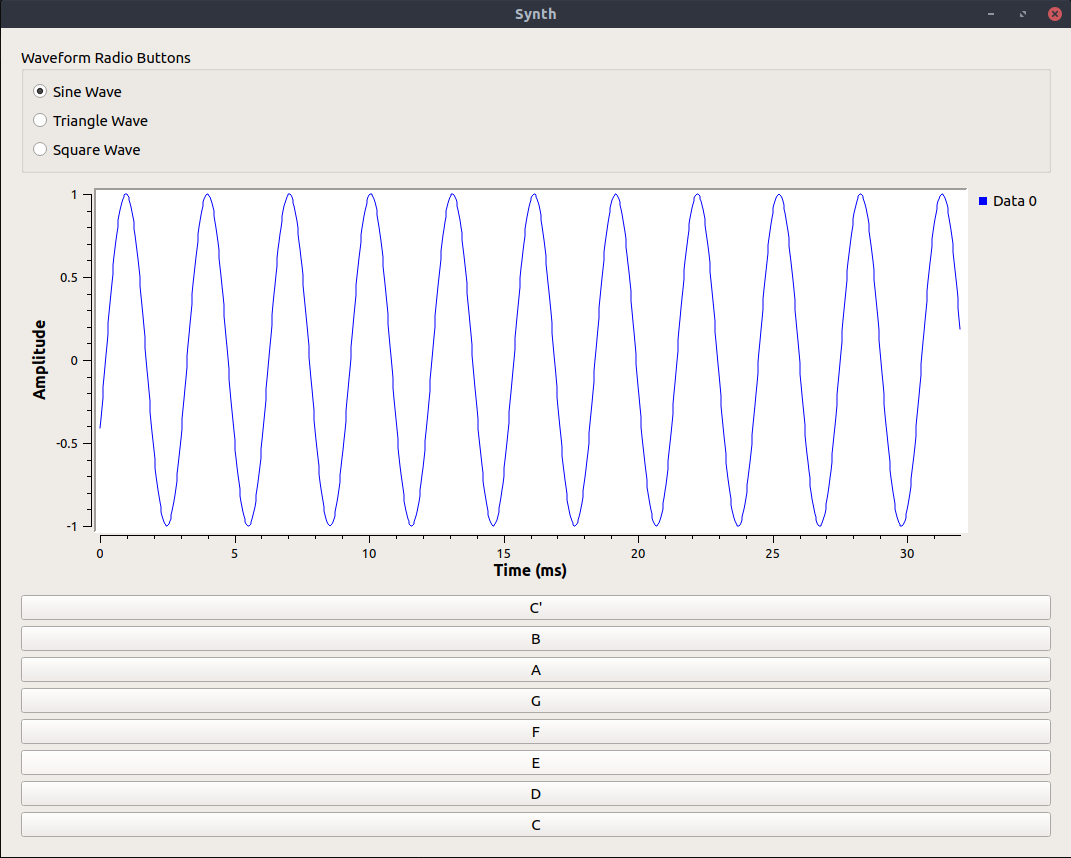 Synth
Waveform Radio Buttons
Sine Wave
Triangle Wave
Square Wave
Data 0
1
0.5
0
-0.5
-1
Amplitude
0 5 10 15 20 25 30
Time (ms)
C'
B
A
G
F
E
D
C